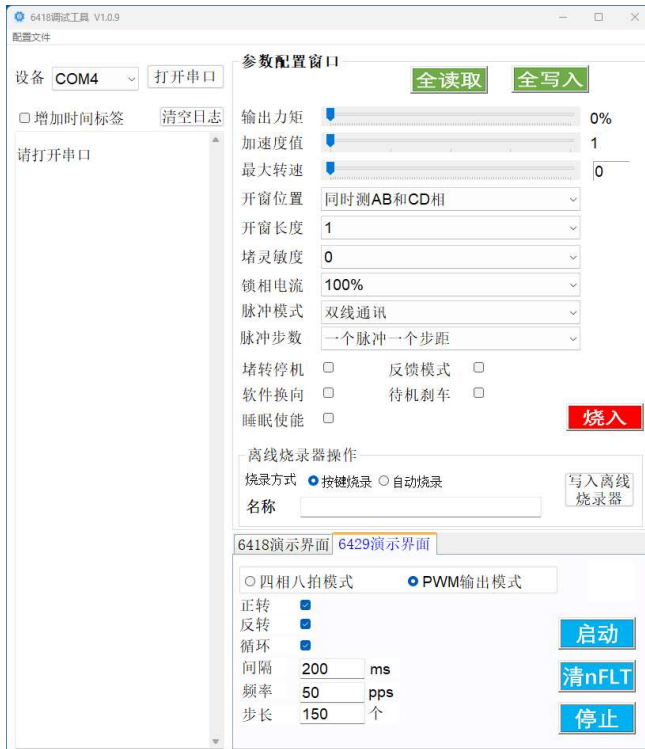 6418调试工具 V1.0.9
配置文件
设备 COM4 打开串口
增加时间标签 清空日志
请打开串口
参数配置窗口
全读取 全写入
输出力矩 0%
加速度值 1
最大转速 0
开窗位置 同时测AB和CD相
开窗长度 1
堵灵敏度 0
锁相电流 100%
脉冲模式 双线通讯
脉冲步数 一个脉冲一个步距
堵转停机 反馈模式
软件换向 待机刹车
睡眠使能
烧入
离线烧录器操作
烧录方式 按键烧录 自动烧录
写入离线
烧录器
名称
6418演示界面 6429演示界面
四相八拍模式 PWM输出模式
正转
反转
循环
间隔 200 ms
频率 50 pps
步长 150 个
启动
清nFLT
停止